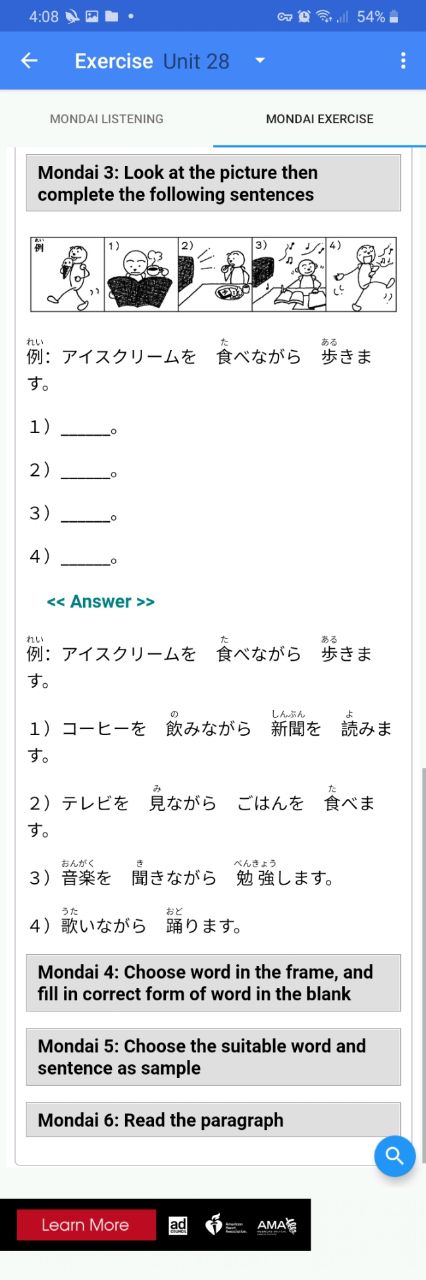 4:08
54%
Exercise Unit 28
MONDAI LISTENING
MONDAI EXERCISE
Mondai 3: Look at the picture then
complete the following sentences
れい
例
1)
2)
3)
4)
れい た ある
例: アイスクリームを 食べながら 歩きま
す。
1) ______。
2) ______。
3) ______。
4) ______。
<< Answer >>
れい た ある
例: アイスクリームを 食べながら 歩きま
す。
の しんぶん よ
1) コーヒーを 飲みながら 新聞を 読みま
す。
み た
2) テレビを 見ながら ごはんを 食べま
す。
おんがく き べんきょう
3) 音楽を 聞きながら 勉強します。
うた おど
4) 歌いながら 踊ります。
Mondai 4: Choose word in the frame, and
fill in correct form of word in the blank
Mondai 5: Choose the suitable word and
sentence as sample
Mondai 6: Read the paragraph
Learn More
ad
COUNCIL
American
Heart
Association
AMA